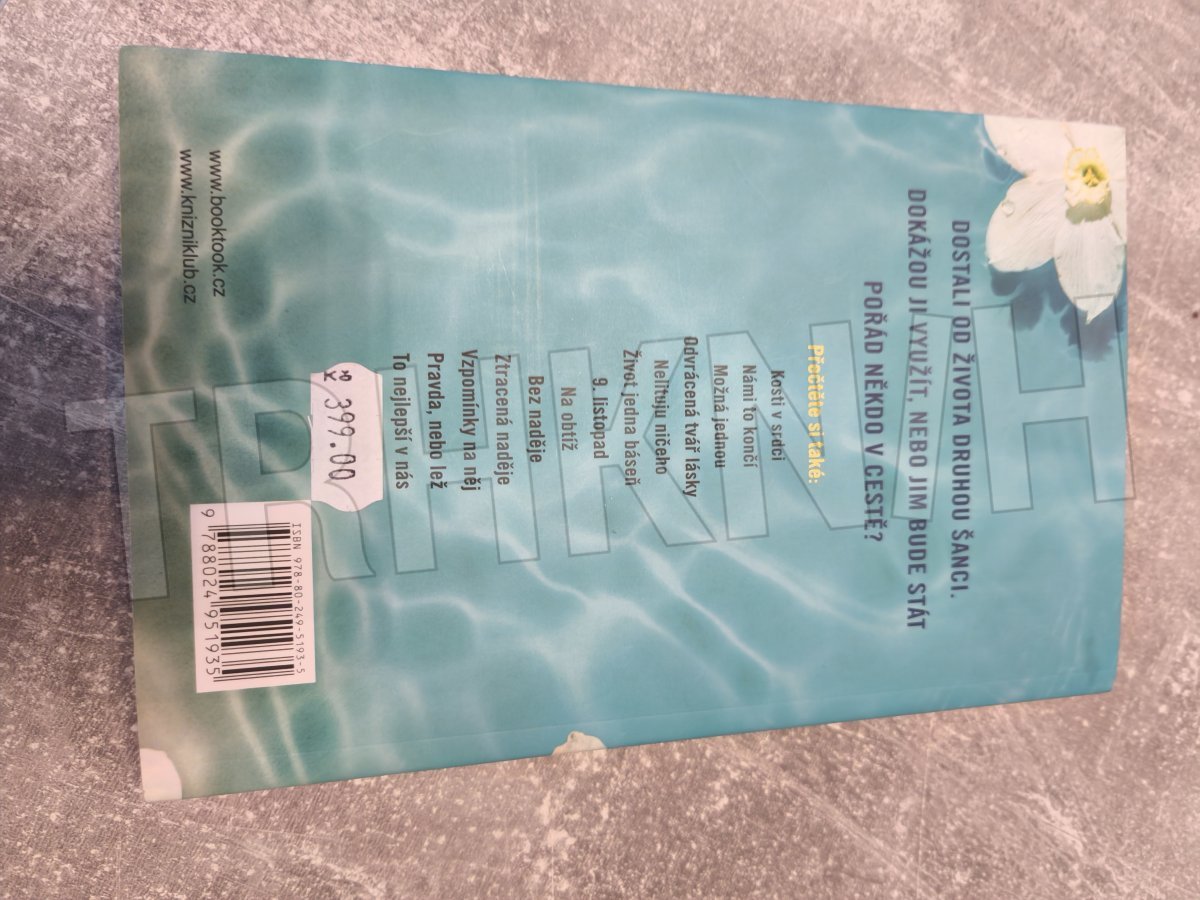 DOSTALI OD ŽIVOTA DRUHOU ŠANCI.
DOKÁŽOU JI VYUŽÍT, NEBO JIM BUDE STÁT
POŘÁD NĚKDO V CESTĚ?
Přečtěte si také:
Kosti v srdci
Námi to končí
Možná jednou
Odvrácená tvář lásky
Nelituju ničeho
Život jedna báseň
9. listopad
Na obtíž
Bez naděje
Ztracená naděje
Vzpomínky na něj
Pravda, nebo lež
To nejlepší v nás
Kč 399.00
www.booktook.cz
www.knizniklub.cz
ISBN 978-80-249-5193-5
9 788024 951935
TRHKNIH